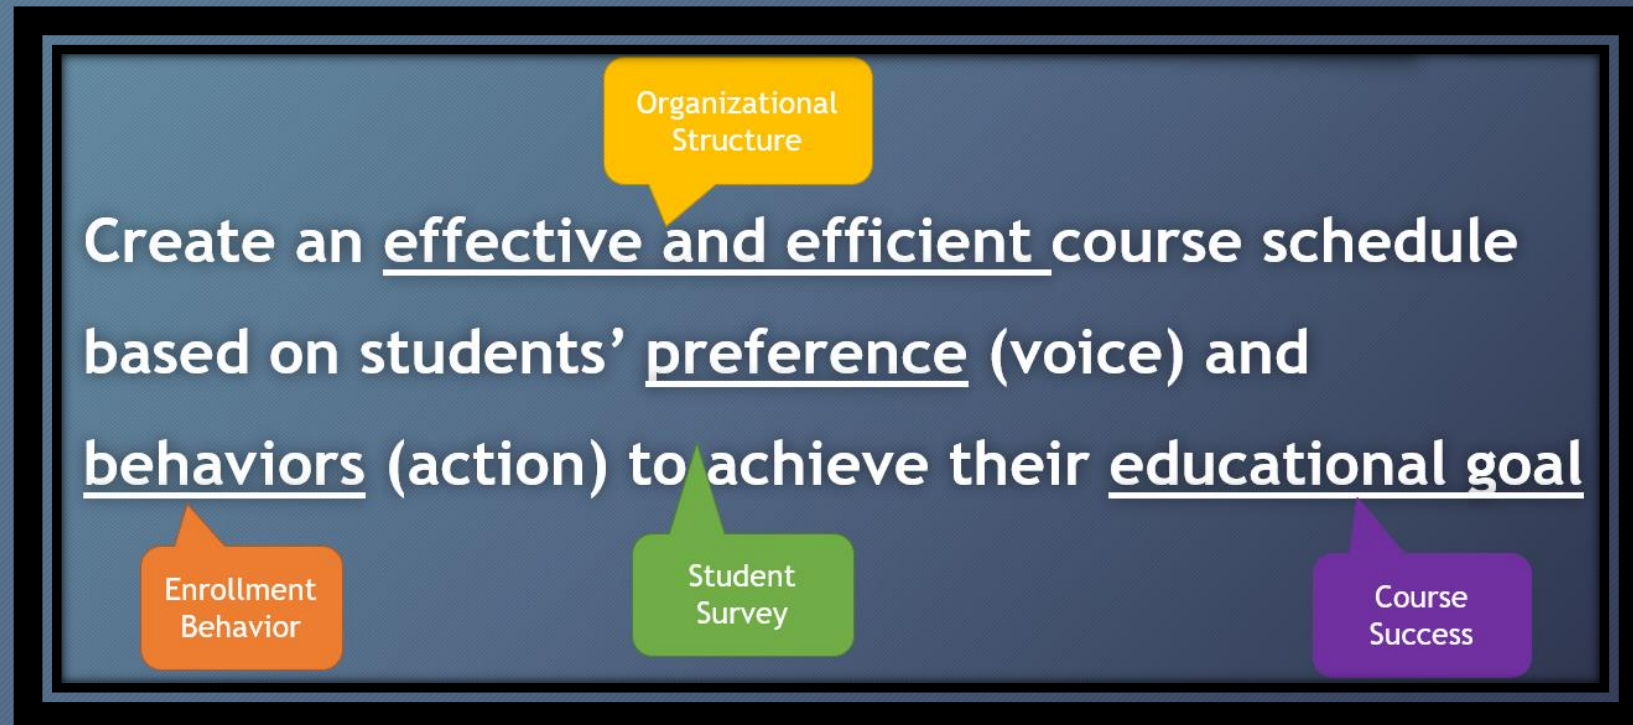 Organizational
Structure
Create an effective and efficient course schedule
based on students’ preference (voice) and
behaviors (action) to achieve their educational goal
Enrollment
Behavior
Student
Survey
Course
Success